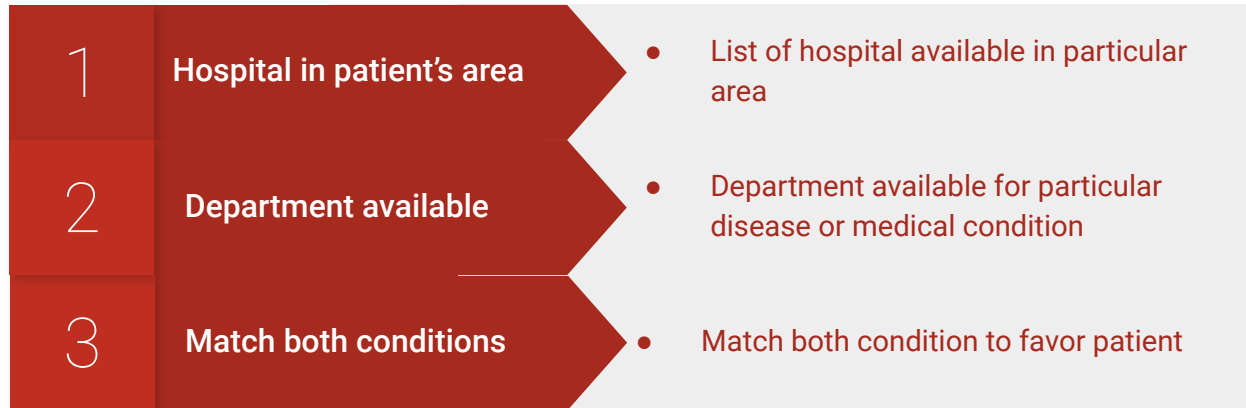 1
Hospital in patient’s area
● List of hospital available in particular
area
2
Department available
● Department available for particular
disease or medical condition
3
Match both conditions
● Match both condition to favor patient